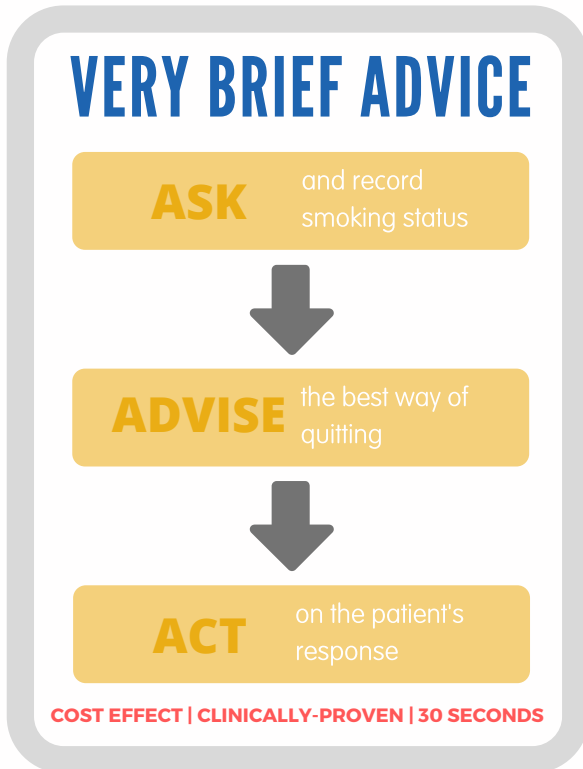 VERY BRIEF ADVICE
ASK
and record
smoking status
ADVISE
the best way of
quitting
ACT
on the patient's
response
COST EFFECT | CLINICALLY-PROVEN | 30 SECONDS